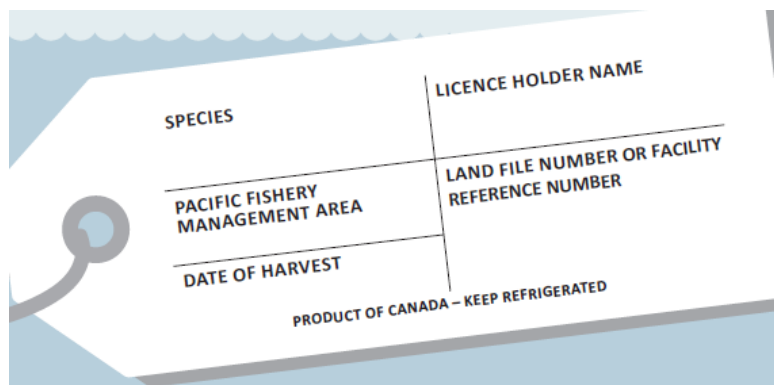 SPECIES
LICENCE HOLDER NAME
PACIFIC FISHERY
MANAGEMENT AREA
LAND FILE NUMBER OR FACILITY
REFERENCE NUMBER
DATE OF HARVEST
PRODUCT OF CANADA – KEEP REFRIGERATED